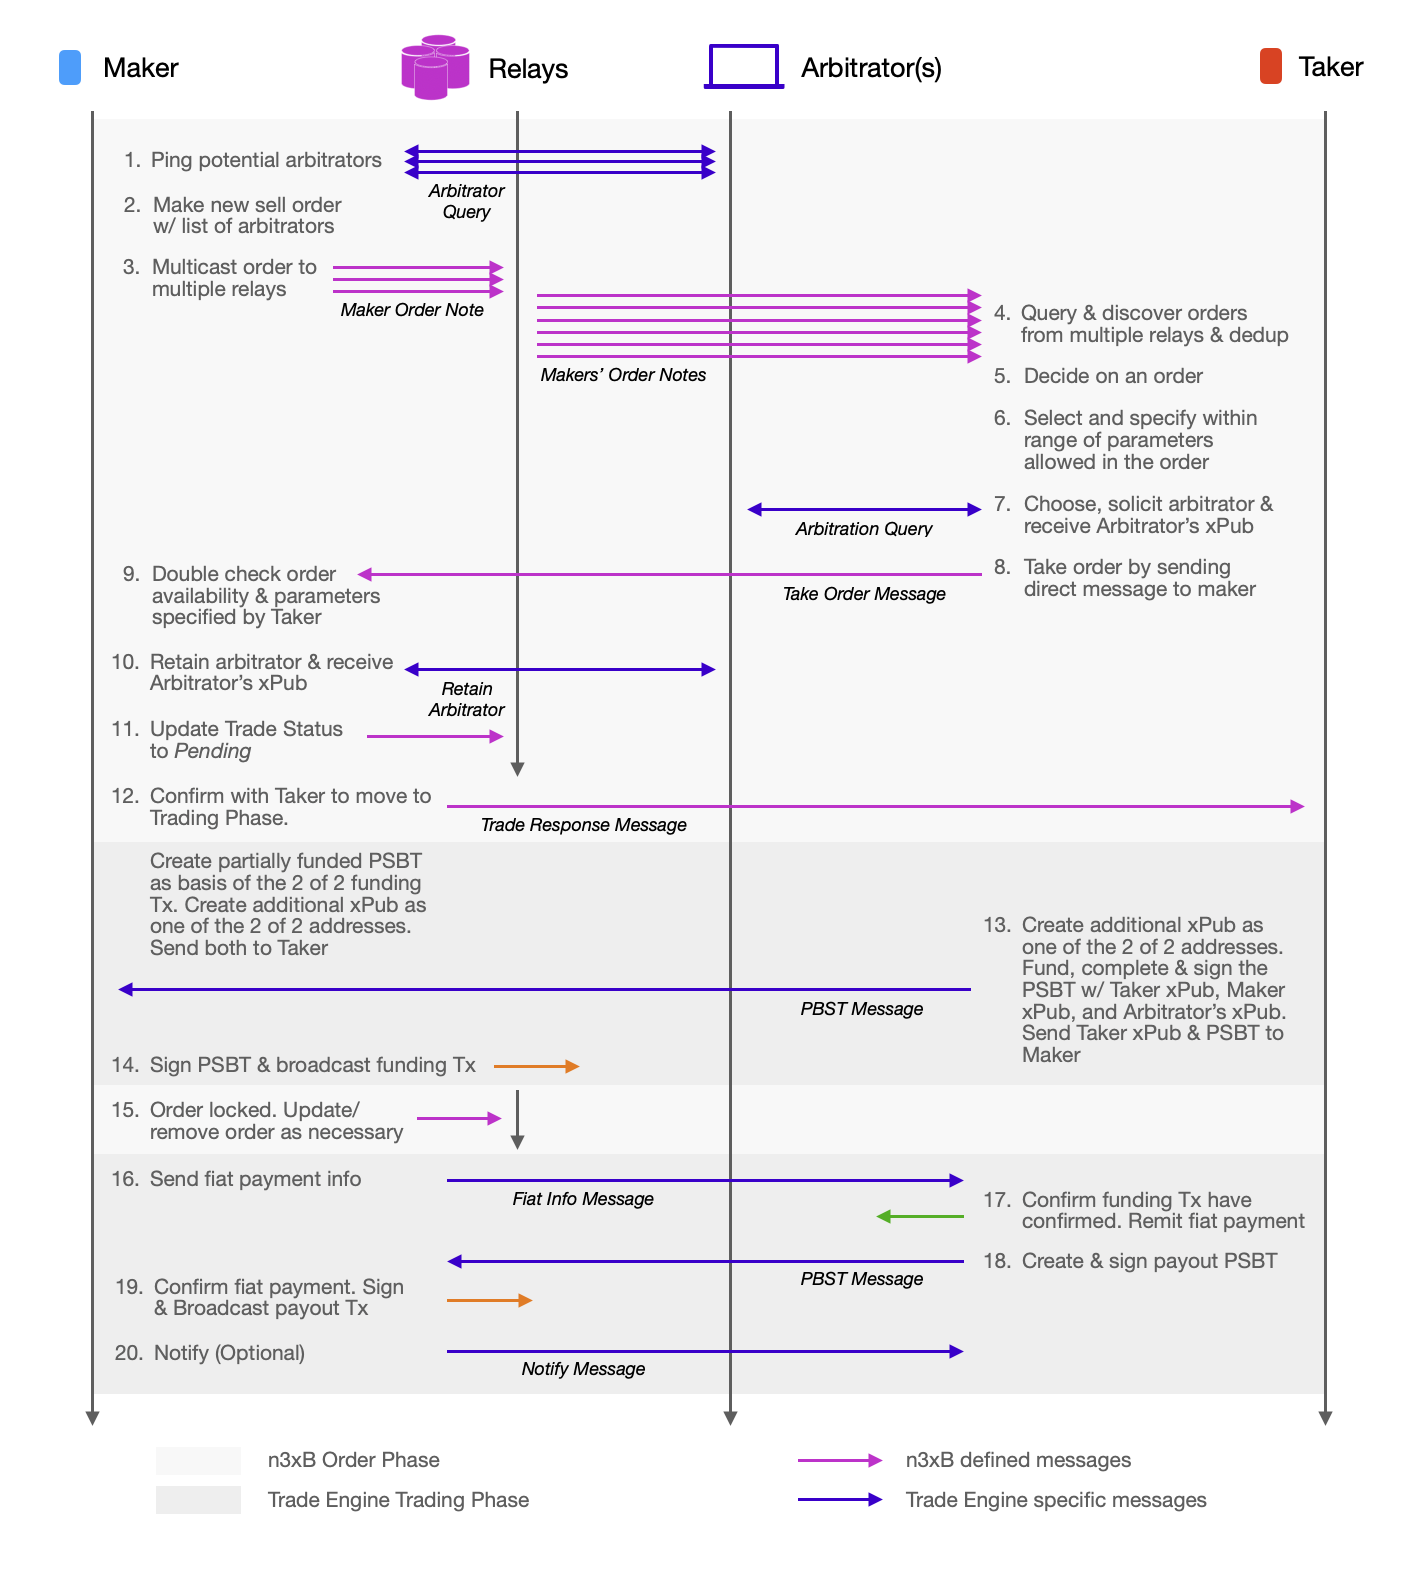 Maker
Relays
Arbitrator(s)
Taker
1. Ping potential arbitrators
Arbitrator
Query
2. Make new sell order
w/ list of arbitrators
3. Multicast order to
multiple relays
Maker Order Note
4. Query & discover orders
from multiple relays & dedup
Makers’ Order Notes
5. Decide on an order
6. Select and specify within
range of parameters
allowed in the order
7. Choose, solicit arbitrator &
receive Arbitrator’s xPub
Arbitration Query
8. Take order by sending
direct message to maker
Take Order Message
9. Double check order
availability & parameters
specified by Taker
10. Retain arbitrator & receive
Arbitrator’s xPub
Retain
Arbitrator
11. Update Trade Status
to Pending
12. Confirm with Taker to move to
Trading Phase.
Trade Response Message
Create partially funded PSBT
as basis of the 2 of 2 funding
Tx. Create additional xPub as
one of the 2 of 2 addresses.
Send both to Taker
13. Create additional xPub as
one of the 2 of 2 addresses.
Fund, complete & sign the
PSBT w/ Taker xPub, Maker
xPub, and Arbitrator’s xPub.
Send Taker xPub & PSBT to
Maker
PBST Message
14. Sign PSBT & broadcast funding Tx
15. Order locked. Update/
remove order as necessary
16. Send fiat payment info
Fiat Info Message
17. Confirm funding Tx have
confirmed. Remit fiat payment
18. Create & sign payout PSBT
PBST Message
19. Confirm fiat payment. Sign
& Broadcast payout Tx
20. Notify (Optional)
Notify Message
n3xB Order Phase
n3xB defined messages
Trade Engine Trading Phase
Trade Engine specific messages